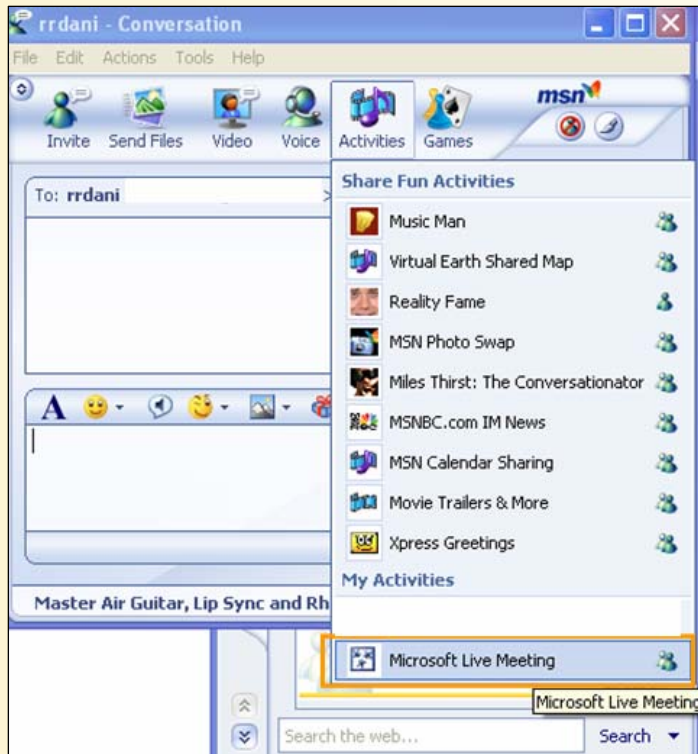 rrdani - Conversation
File Edit Actions Tools Help
msn
Invite Send Files Video Voice Activities Games
To: rrdani >
Share Fun Activities
Music Man
Virtual Earth Shared Map
Reality Fame
MSN Photo Swap
Miles Thirst: The Conversationator
MSNBC.com IM News
MSN Calendar Sharing
Movie Trailers & More
Xpress Greetings
My Activities
Microsoft Live Meeting
A
Master Air Guitar, Lip Sync and Rh
Microsoft Live Meeting
Search the web... Search